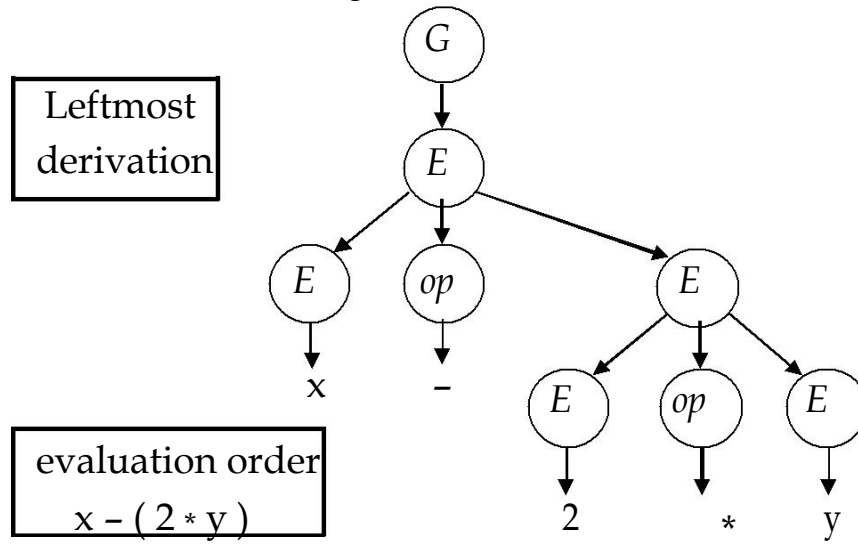 G
Leftmost
derivation
E
E op E
x –
E op E
evaluation order
x – ( 2 * y )
2 * y